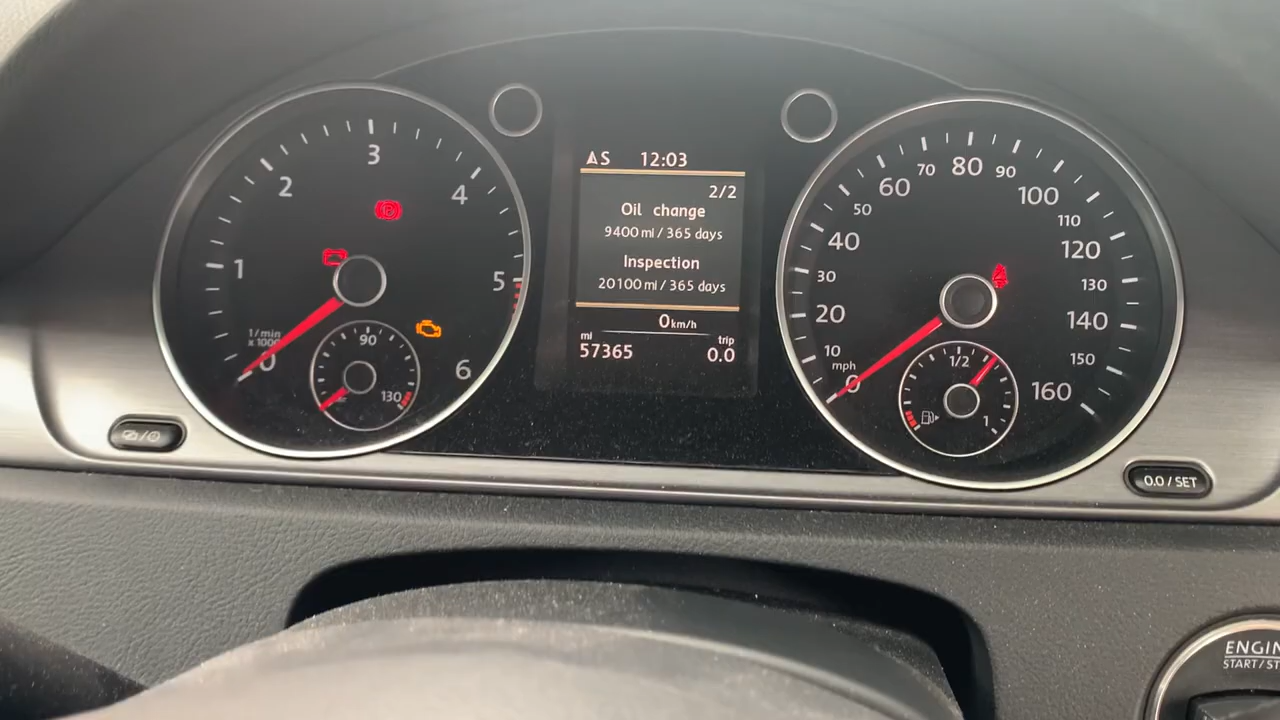 S 12:03
2/2
Oil change
9400 mi / 365 days
Inspection
20100 mi / 365 days
0 km/h
mi trip
57365 0.0
0 1 2 3 4 5 6
1/min
x 1000
90
130
0 10 20 30 40 50 60 70 80 90 100 110 120 130 140 150 160
mph
1/2
1
0.0 / SET
ENGIN
START / ST